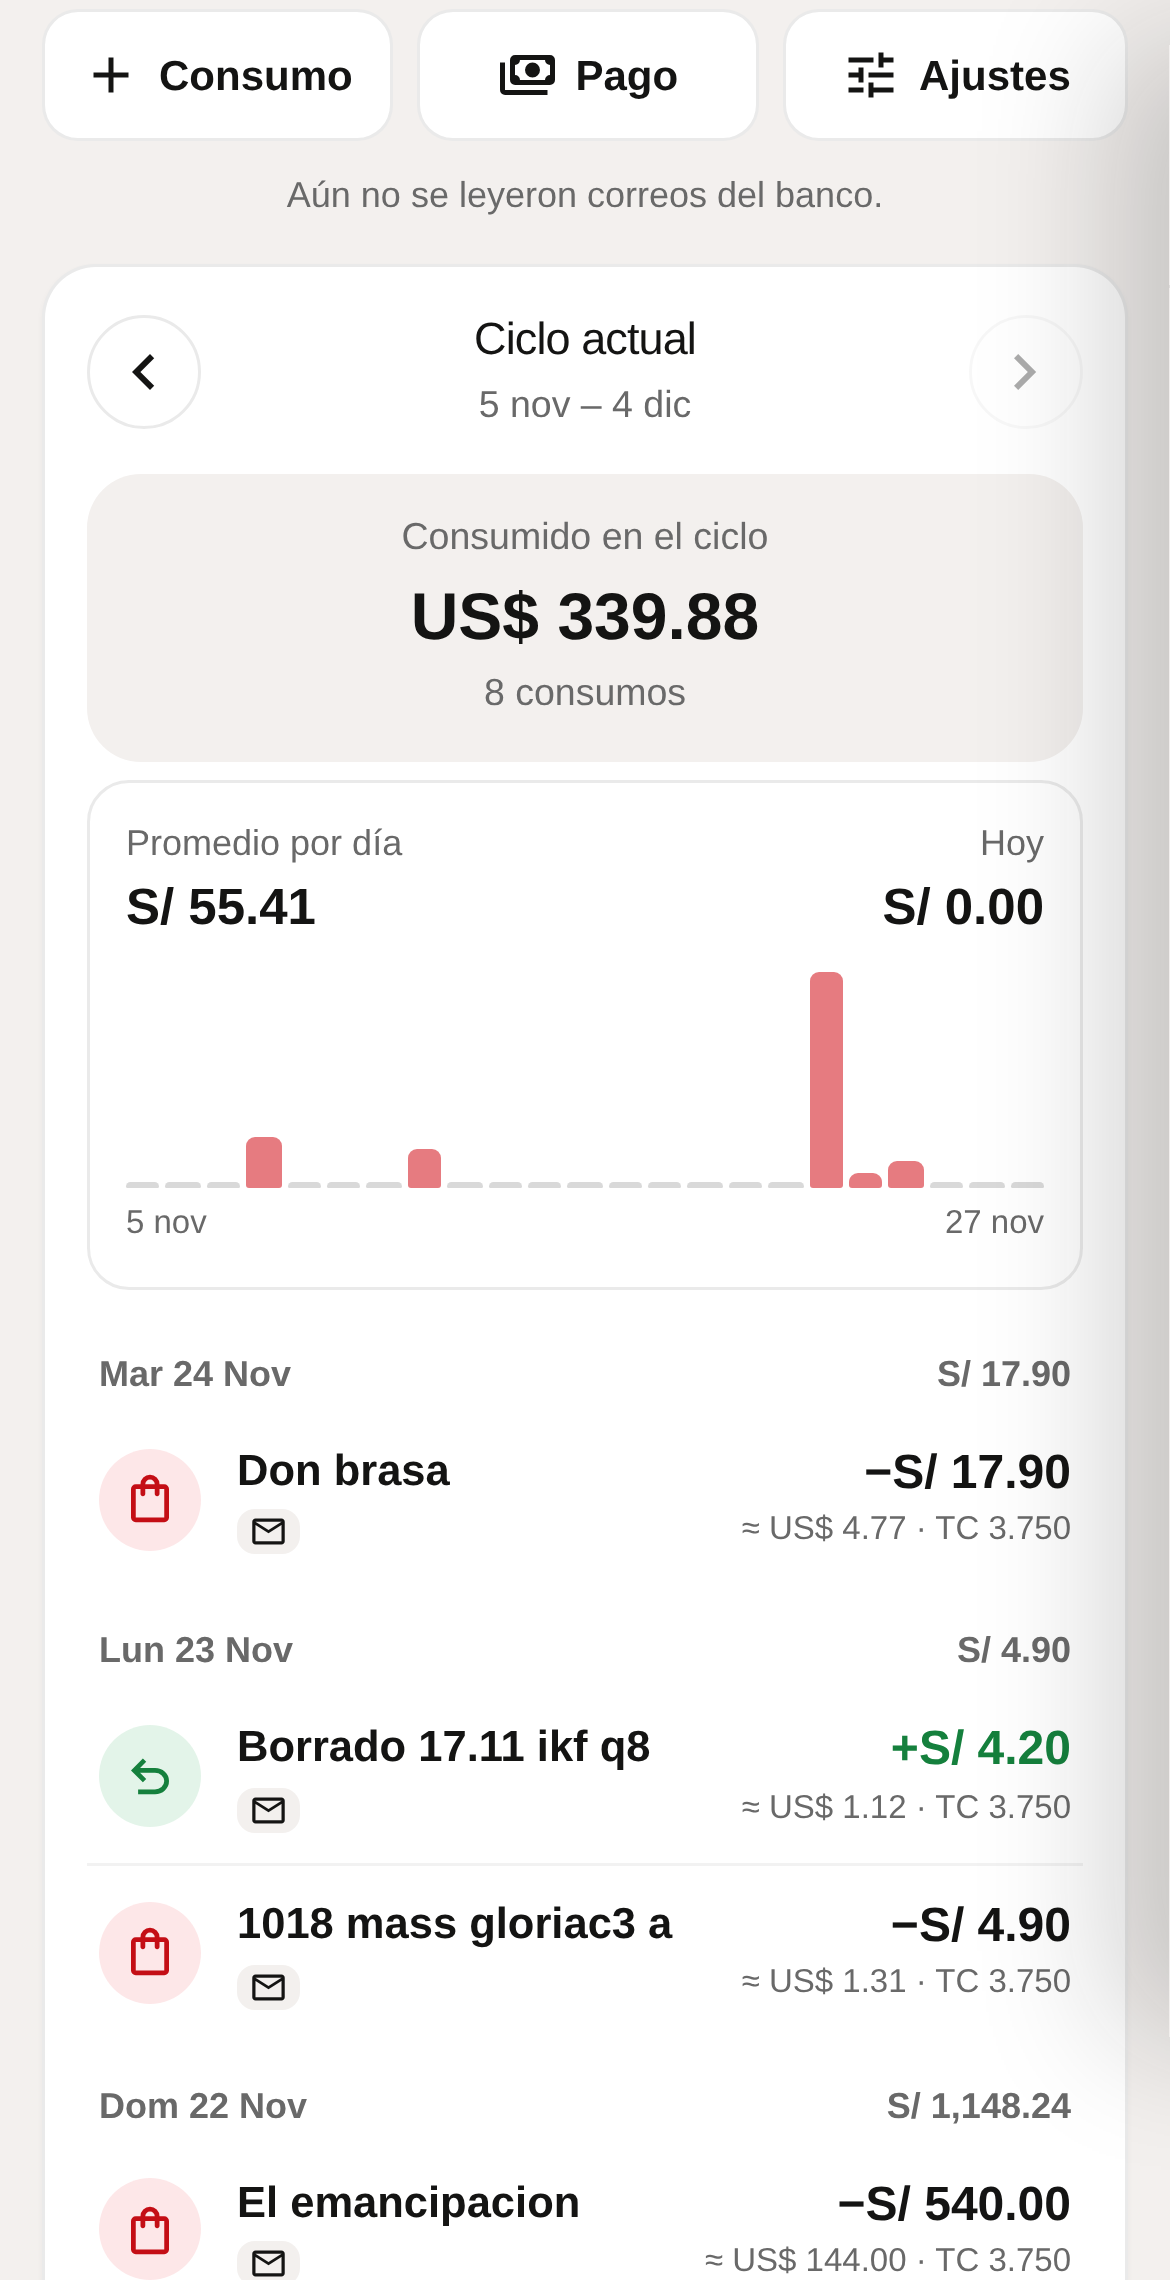 Consumo
Pago
Ajustes
Aún no se leyeron correos del banco.
Ciclo actual
5 nov – 4 dic
Consumido en el ciclo
US$ 339.88
8 consumos
Promedio por día
Hoy
S/ 55.41
S/ 0.00
5 nov
27 nov
Mar 24 Nov
S/ 17.90
Don brasa
−S/ 17.90
≈ US$ 4.77 · TC 3.750
Lun 23 Nov
S/ 4.90
Borrado 17.11 ikf q8
+S/ 4.20
≈ US$ 1.12 · TC 3.750
1018 mass gloriac3 a
−S/ 4.90
≈ US$ 1.31 · TC 3.750
Dom 22 Nov
S/ 1,148.24
El emancipacion
−S/ 540.00
≈ US$ 144.00 · TC 3.750